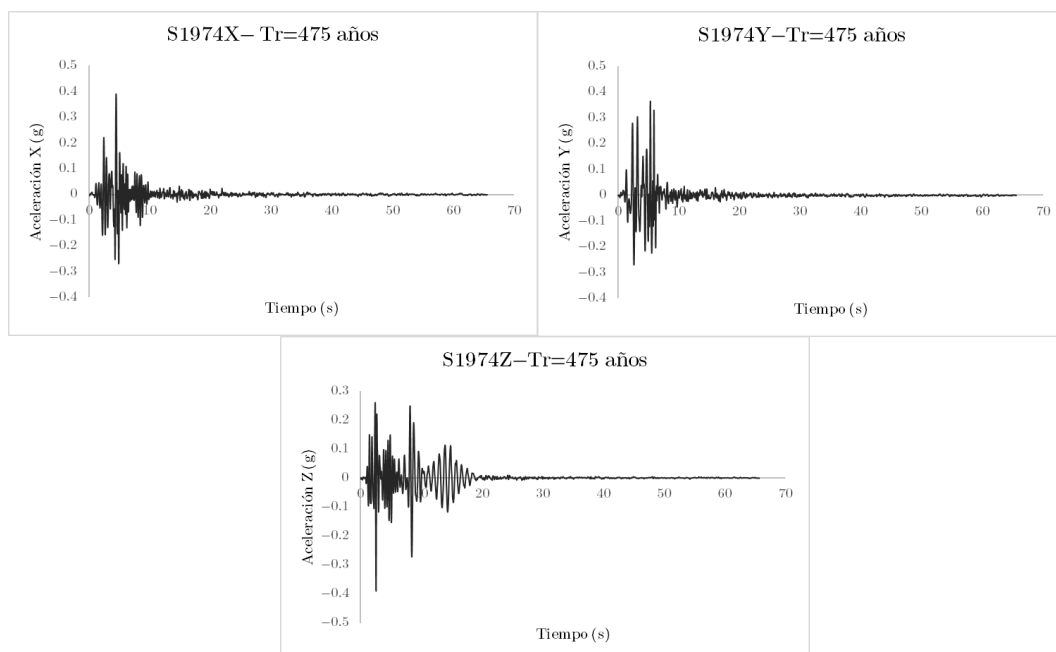 S1974X− Tr=475 años
0.5
0.4
0.3
0.2
0.1
0
−0.1
−0.2
−0.3
−0.4
0 10 20 30 40 50 60 70
Aceleración X (g)
Tiempo (s)
S1974Y−Tr=475 años
0.5
0.4
0.3
0.2
0.1
0
−0.1
−0.2
−0.3
−0.4
0 10 20 30 40 50 60 70
Aceleración Y (g)
Tiempo (s)
S1974Z−Tr=475 años
0.3
0.2
0.1
0
−0.1
−0.2
−0.3
−0.4
−0.5
0 10 20 30 40 50 60 70
Aceleración Z (g)
Tiempo (s)